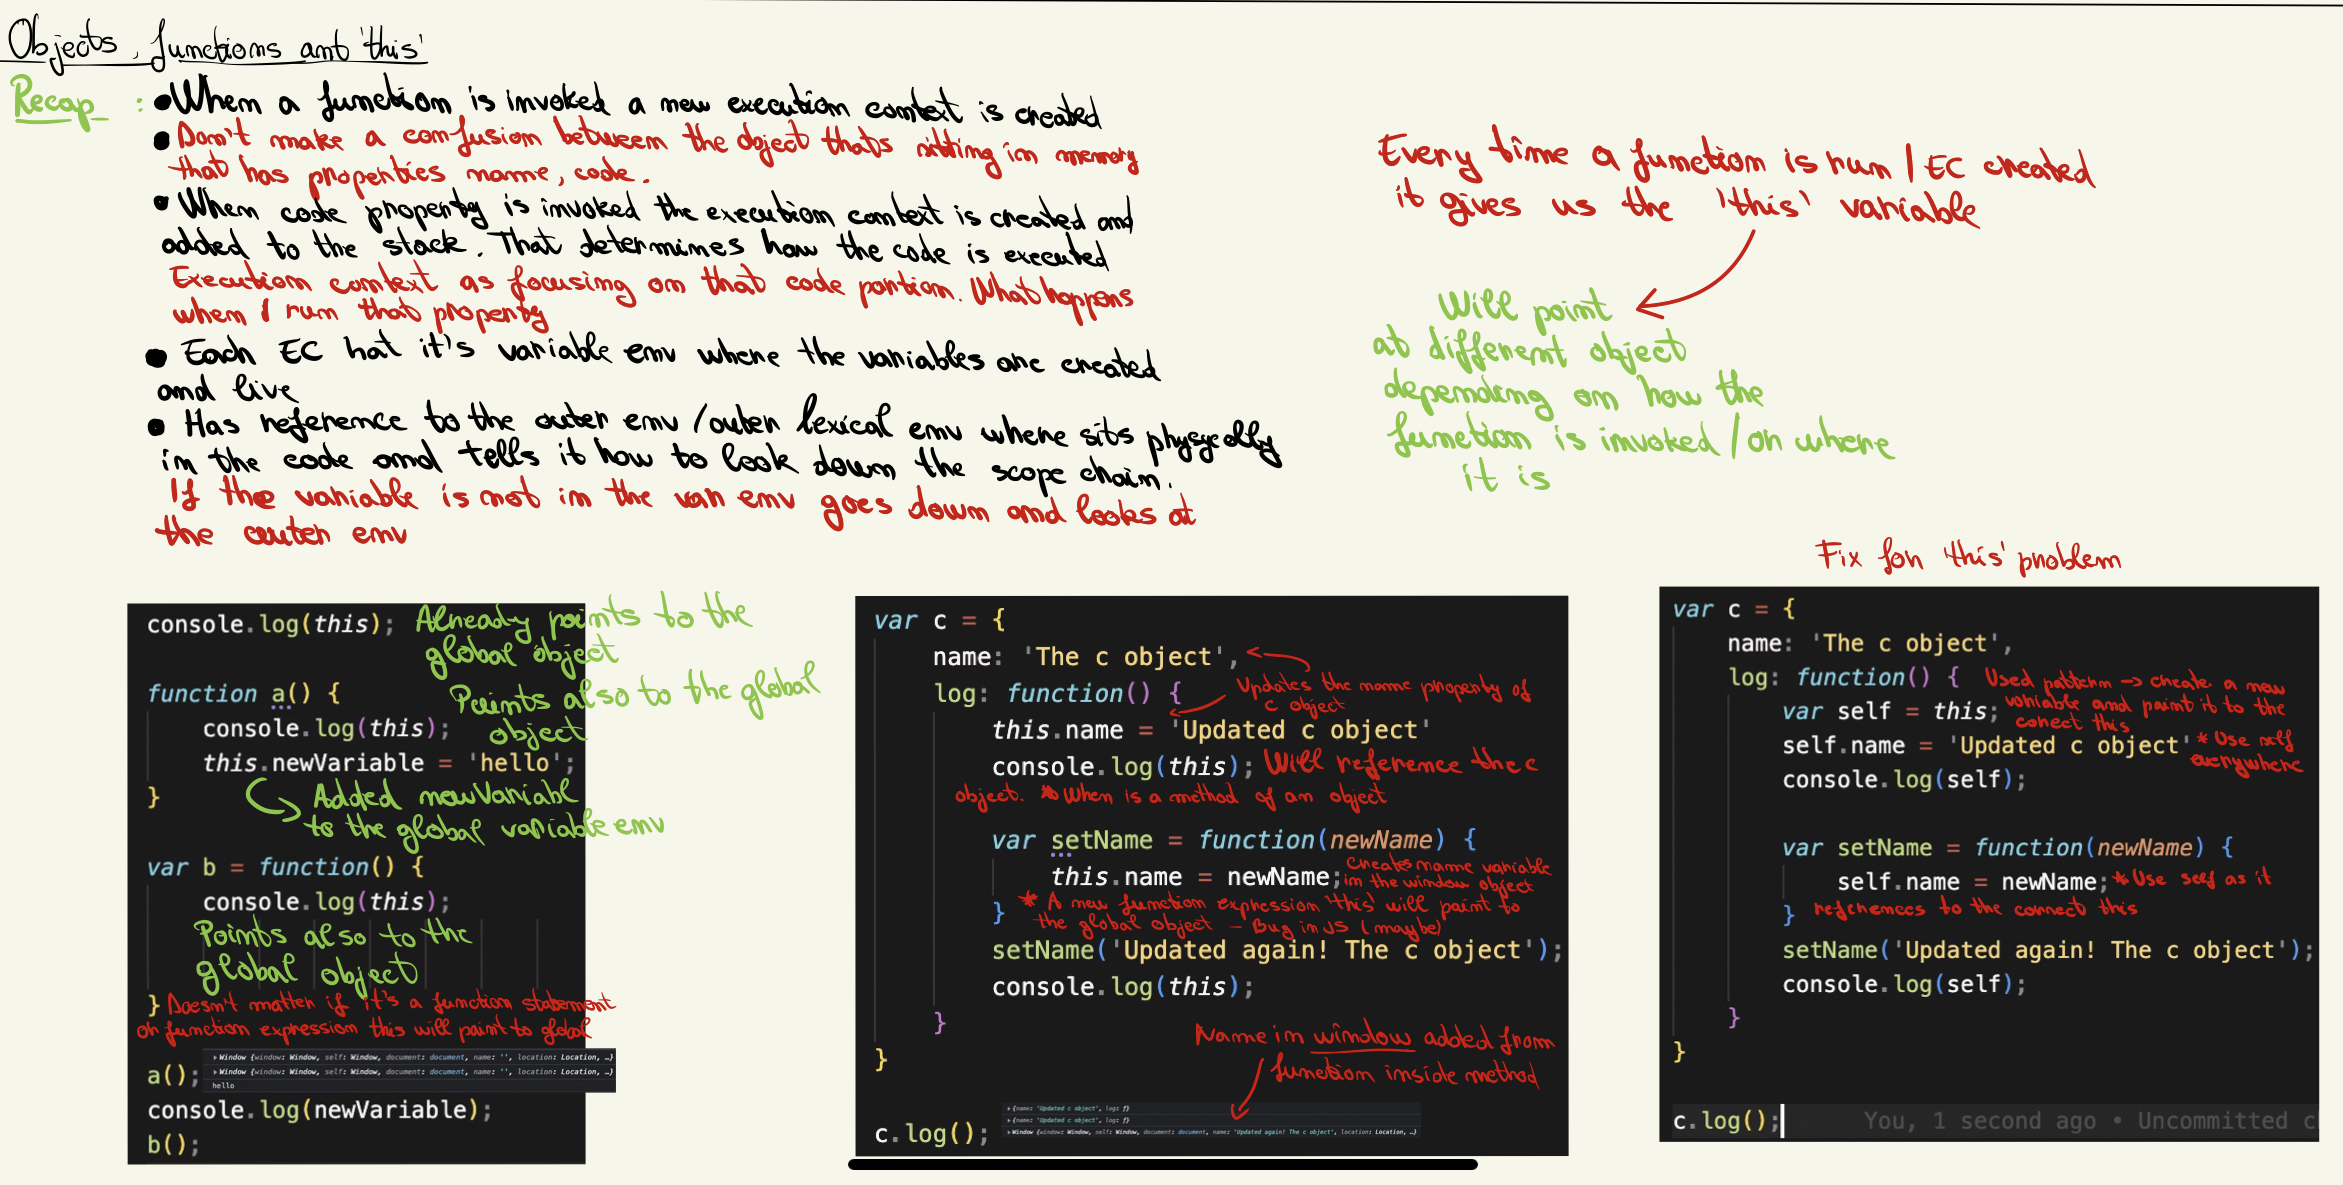 Objects, functions ant 'this'
Recap : • When a function is invoked a new execution context is created
• Don't make a confusion between the object thats sitting in memory
that has properties name, code.
• When code property is invoked the execution context is created and
added to the stack. That determines how the code is executed
Execution context as focusing on that code portion. What happens
when I run that property
• Each EC hat it's variable env where the variables are created
and live
• Has reference to the outer env / outer lexical env where sits physycally
in the code and tells it how to look down the scope chain.
If the variable is not in the var env goes down and looks at
the outer env
Every time a function is run / EC created
it gives us the 'this' variable
Will point
at different object
depending on how the
function is invoked / or where
it is
console.log(this); Already points to the
global object
function a() { Points also to the global
object
console.log(this);
this.newVariable = 'hello';
} Added newVariabl
to the global variable env
var b = function() {
console.log(this);
Points also to the
global object
} Doesn't matter if it's a function statement
or function expression this will point to global
▸Window {window: Window, self: Window, document: document, name: '', location: Location, …}
▸Window {window: Window, self: Window, document: document, name: '', location: Location, …}
a();
hello
console.log(newVariable);
b();
var c = {
name: 'The c object',
log: function() { Updates the name property of
c object
this.name = 'Updated c object'
console.log(this); Will reference the c
object. * When is a method of an object
var setName = function(newName) {
this.name = newName; Creates name variable
in the window object
} * A new function expression 'this' will point to
the global object - Bug in JS (maybe)
setName('Updated again! The c object');
console.log(this);
}
Name in window added from
}
function inside method
▸{name: "Updated c object", log: ƒ}
▸{name: "Updated c object", log: ƒ}
▸Window {window: Window, self: Window, document: document, name: 'Updated again! The c object', location: Location, …}
c.log();
Fix for 'this' problem
var c = {
name: 'The c object',
log: function() { Used pattern → create a new
variable and point it to the
var self = this; corect this
self.name = 'Updated c object' * Use self
everywhere
console.log(self);
var setName = function(newName) {
self.name = newName; * Use self as it
} references to the correct this
setName('Updated again! The c object');
console.log(self);
}
}
c.log(); You, 1 second ago • Uncommitted c